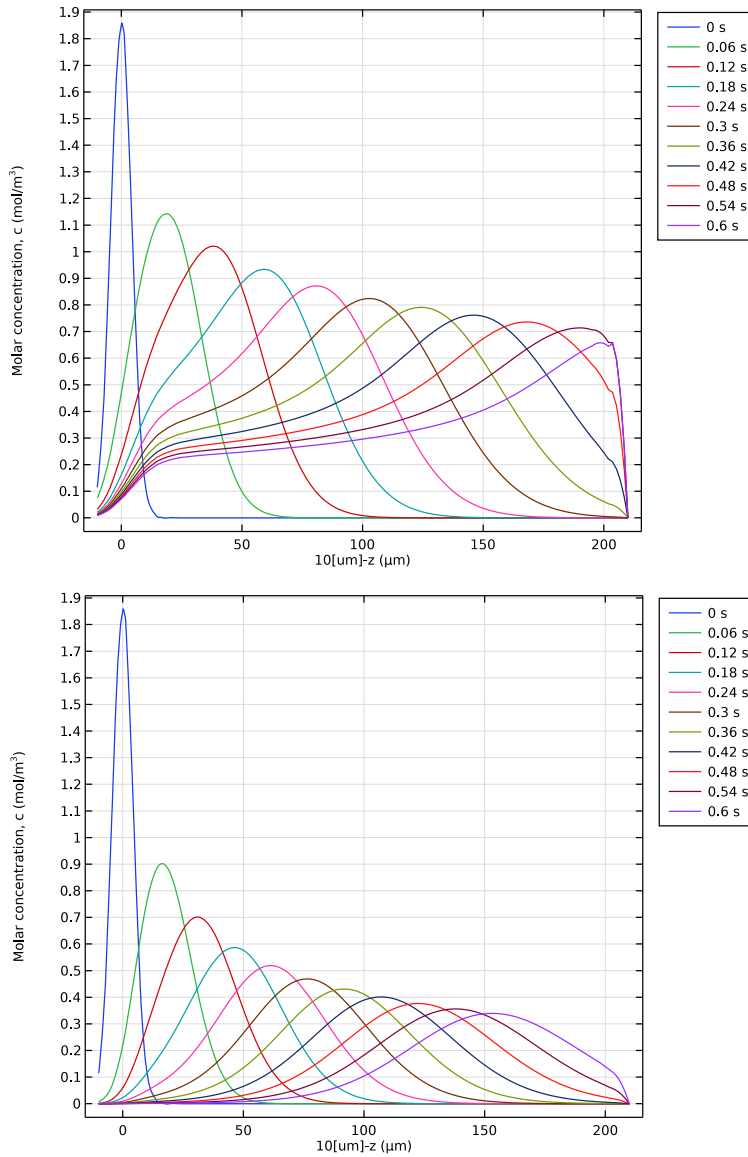 1.9
1.8
1.7
1.6
1.5
1.4
1.3
1.2
1.1
1
0.9
0.8
0.7
0.6
0.5
0.4
0.3
0.2
0.1
0
Molar concentration, c (mol/m³)
0 50 100 150 200
10[um]-z (µm)
0 s
0.06 s
0.12 s
0.18 s
0.24 s
0.3 s
0.36 s
0.42 s
0.48 s
0.54 s
0.6 s
1.9
1.8
1.7
1.6
1.5
1.4
1.3
1.2
1.1
1
0.9
0.8
0.7
0.6
0.5
0.4
0.3
0.2
0.1
0
Molar concentration, c (mol/m³)
0 50 100 150 200
10[um]-z (µm)
0 s
0.06 s
0.12 s
0.18 s
0.24 s
0.3 s
0.36 s
0.42 s
0.48 s
0.54 s
0.6 s